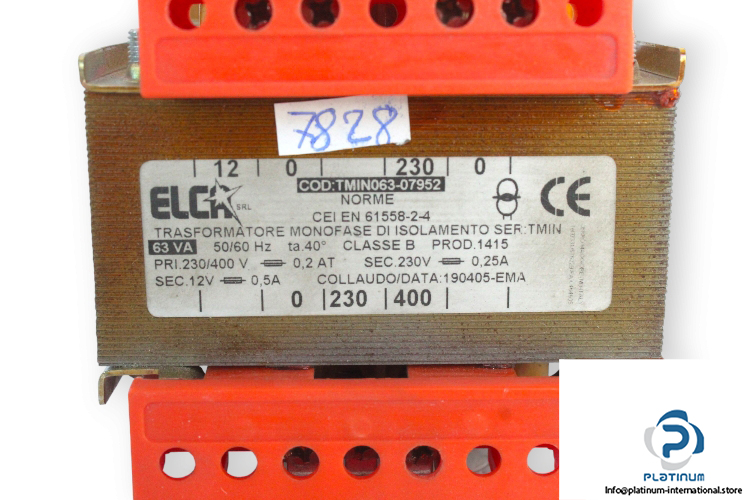 7828
12 0 230 0
ELCA SRL
COD:TMIN063-07952
NORME
CEI EN 61558-2-4
CE
TRASFORMATORE MONOFASE DI ISOLAMENTO SER:TMIN
63 VA 50/60 Hz ta.40° CLASSE B PROD.1415
PRI.230/400 V 0,2 AT SEC.230V 0,25A
SEC.12V 0,5A COLLAUDO/DATA:190405-EMA
0 230 400
PLATINUM
INTERNATIONAL
Info@platinum-international.store